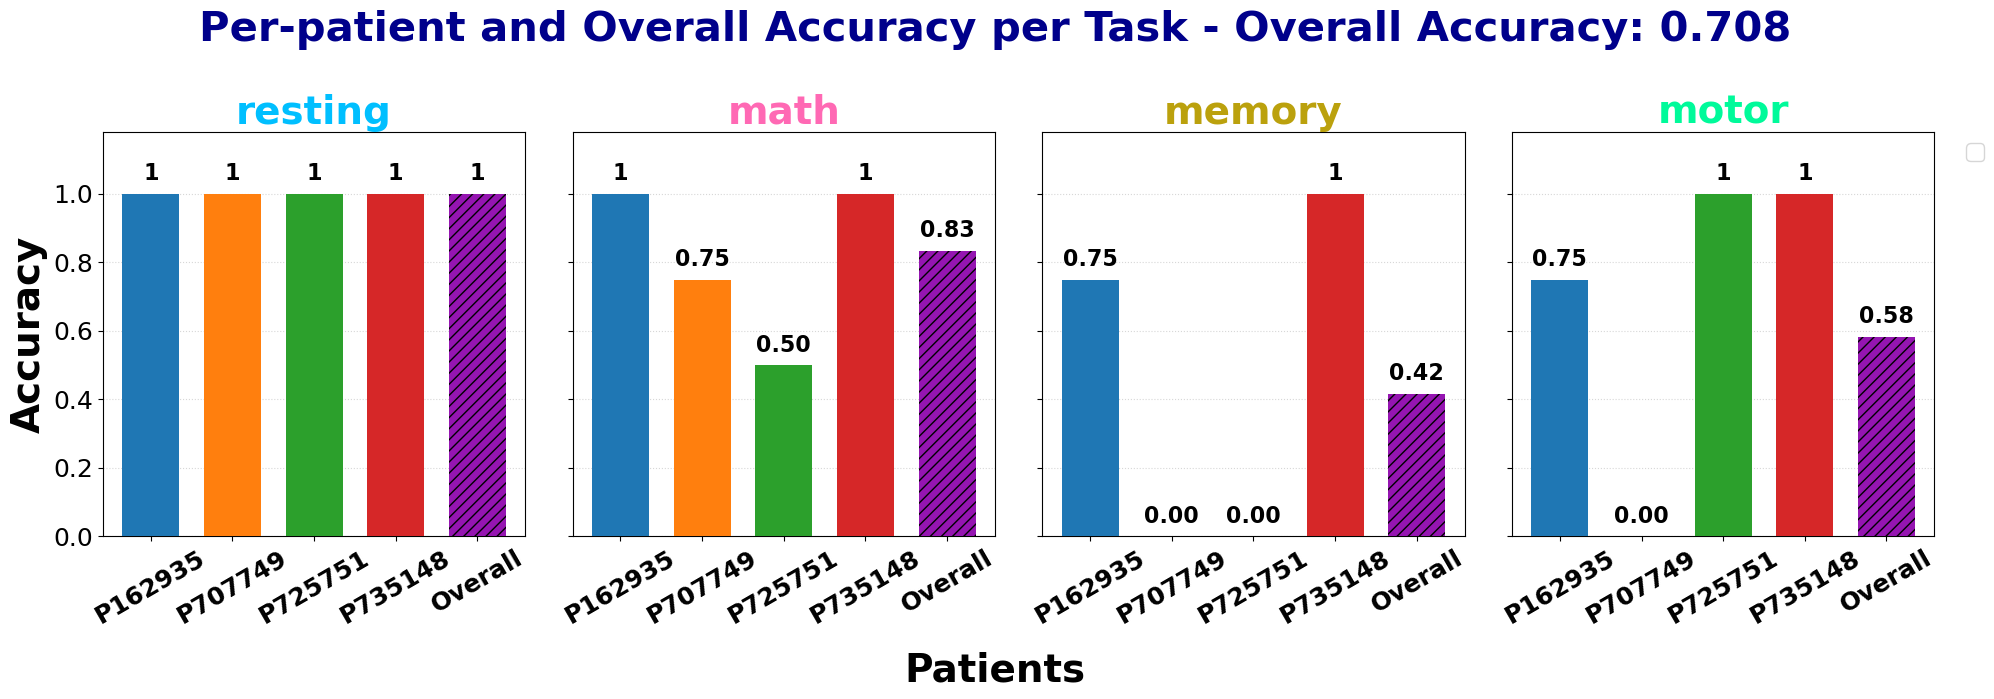 Per-patient and Overall Accuracy per Task - Overall Accuracy: 0.708
resting
math
memory
motor
Accuracy
1.0
0.8
0.6
0.4
0.2
0.0
1 1 1 1 1
1 0.75 0.50 1 0.83
0.75 0.00 0.00 1 0.42
0.75 0.00 1 1 0.58
P162935 P707749 P725751 P735148 Overall
P162935 P707749 P725751 P735148 Overall
P162935 P707749 P725751 P735148 Overall
P162935 P707749 P725751 P735148 Overall
Patients